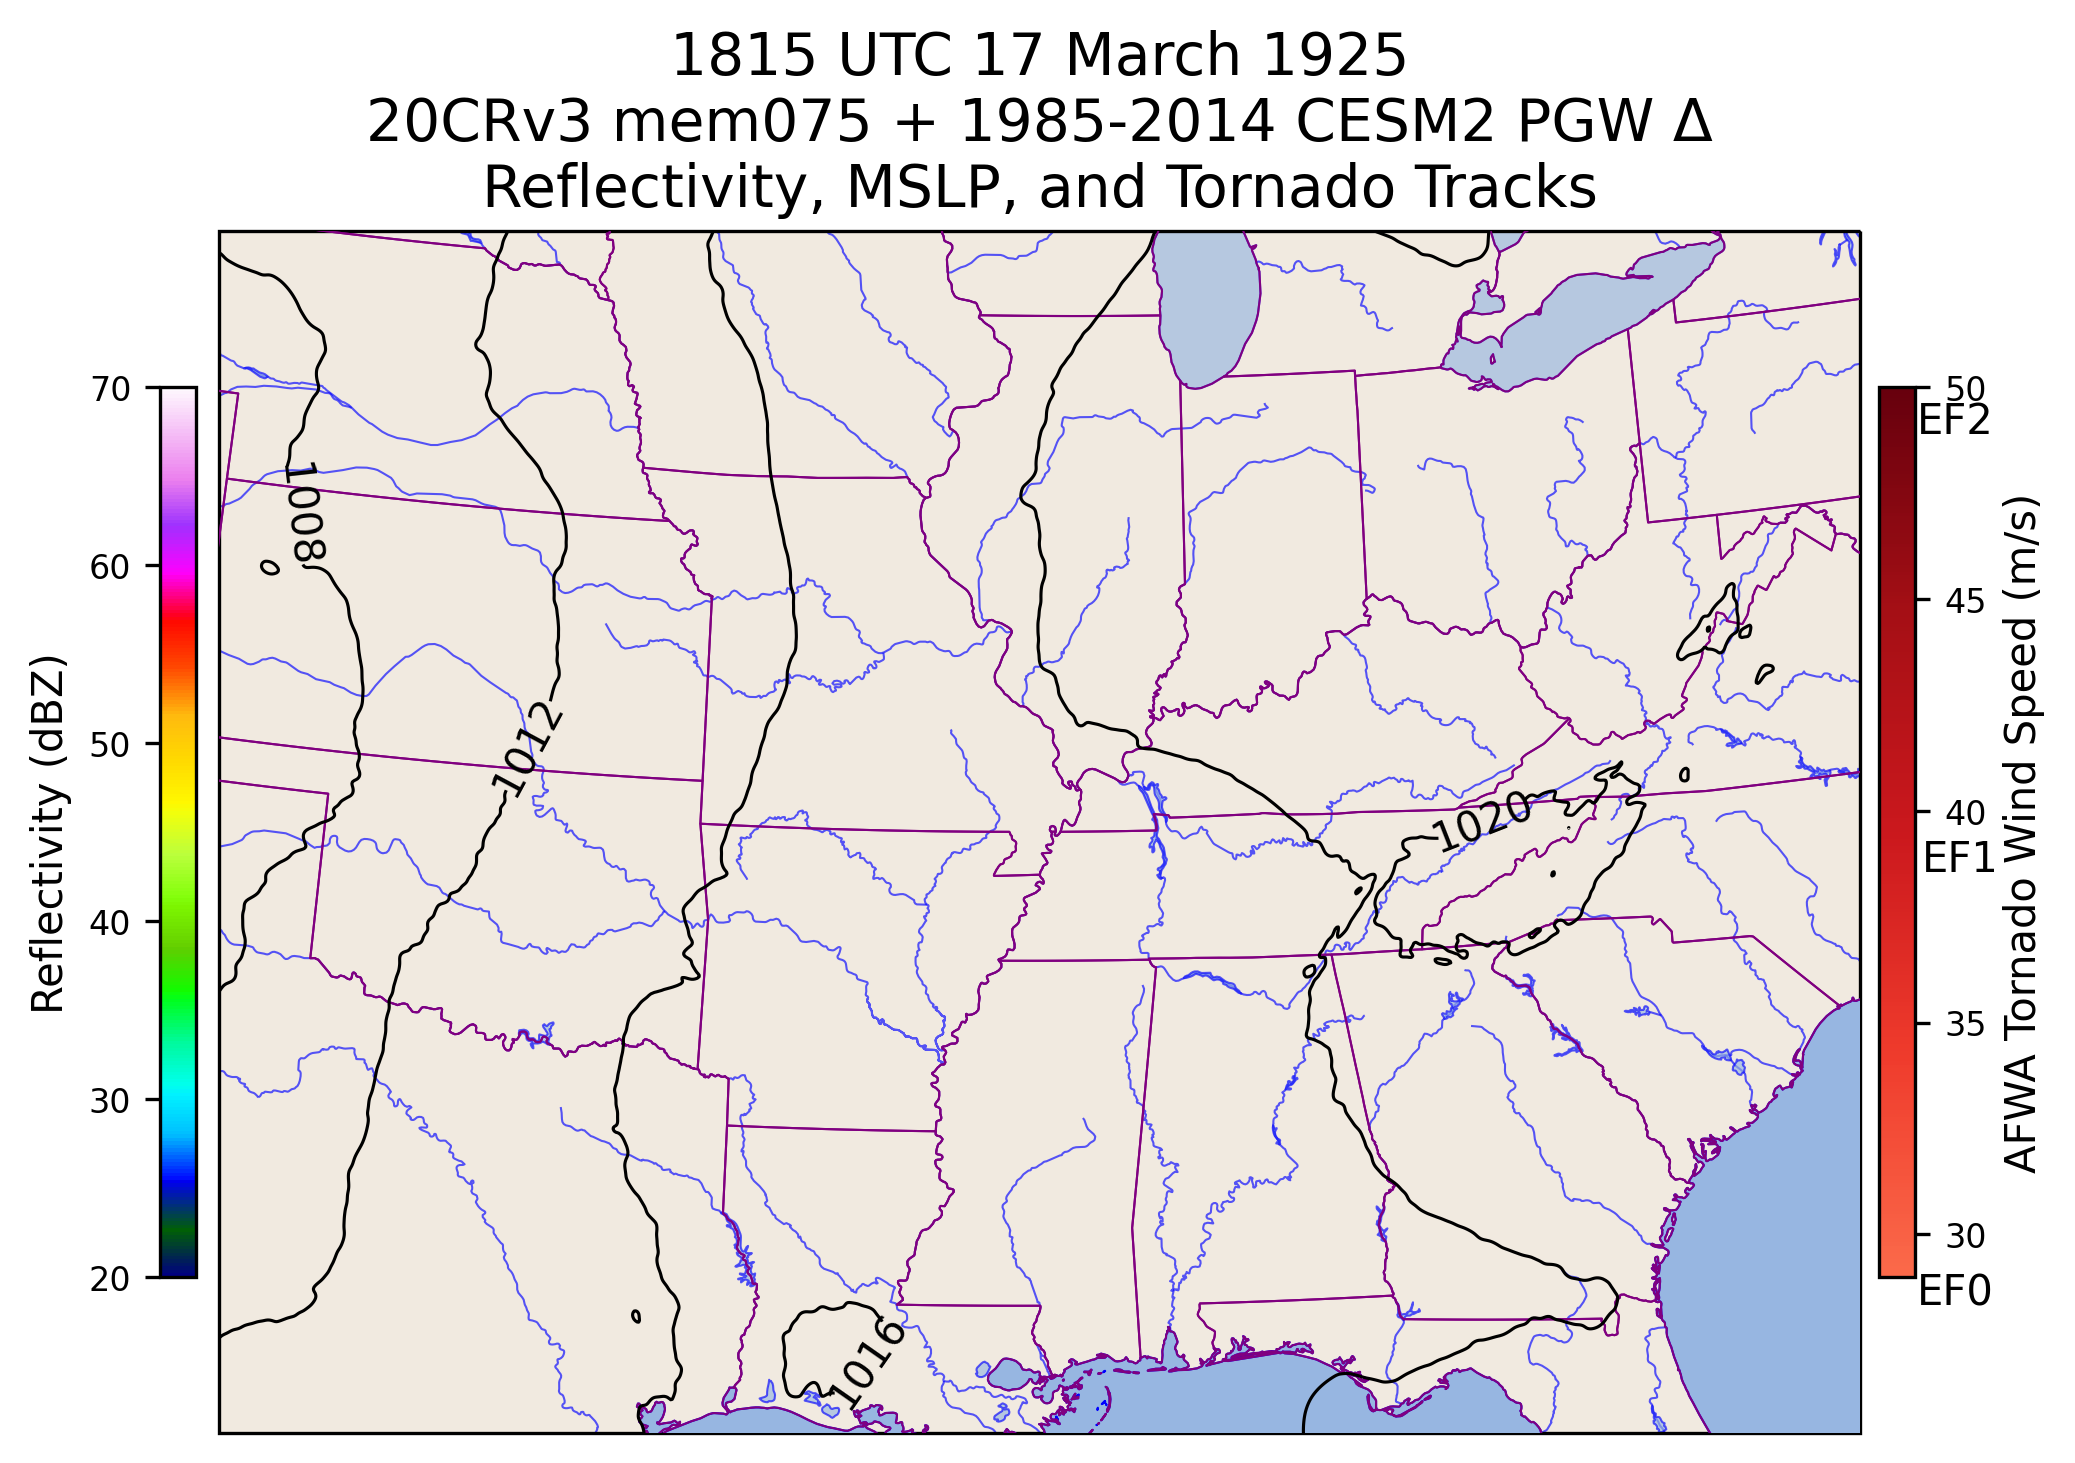 1815 UTC 17 March 1925
20CRv3 mem075 + 1985-2014 CESM2 PGW Δ
Reflectivity, MSLP, and Tornado Tracks
Reflectivity (dBZ)
70
60
50
40
30
20
1008
1012
1020
1016
50
EF2
45
40
EF1
35
30
EF0
AFWA Tornado Wind Speed (m/s)